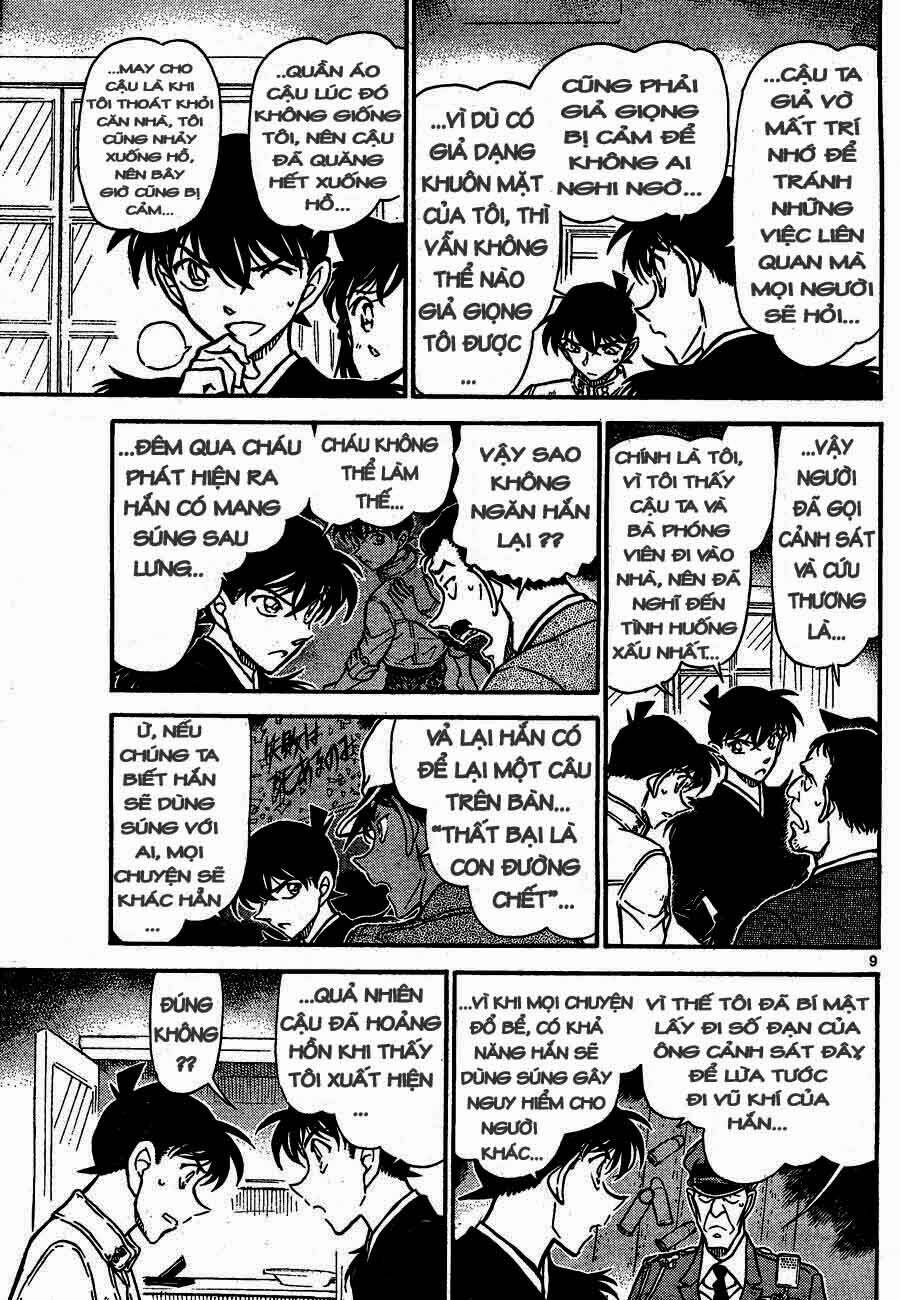 ...CẬU TA
GIẢ VỜ
MẤT TRÍ
NHỚ ĐỂ
TRÁNH
NHỮNG
VIỆC LIÊN
QUAN MÀ
MỌI NGƯỜI
SẼ HỎI...
CŨNG PHẢI
GIẢ GIỌNG
BỊ CẢM ĐỂ
KHÔNG AI
NGHI NGỜ...
...VÌ DÙ CÓ
GIẢ DẠNG
KHUÔN MẶT
CỦA TÔI, THÌ
VẪN KHÔNG
THỂ NÀO
GIẢ GIỌNG
TÔI ĐƯỢC
...
..QUẦN ÁO
CẬU LÚC ĐÓ
KHÔNG GIỐNG
TÔI, NÊN CẬU
ĐÃ QUĂNG
HẾT XUỐNG
HỒ...
...MAY CHO
CẬU LÀ KHI
TÔI THOÁT KHỎI
CĂN NHÀ, TÔI
CŨNG NHẢY
XUỐNG HỒ,
NÊN BÂY
GIỜ CŨNG BỊ
CẢM...
...VẬY
NGƯỜI
ĐÃ GỌI
CẢNH SÁT
VÀ CỨU
THƯƠNG
LÀ...
CHÍNH LÀ TÔI,
VÌ TÔI THẤY
CẬU TA VÀ
BÀ PHÓNG
VIÊN ĐI VÀO
NHÀ, NÊN ĐÃ
NGHĨ ĐẾN
TÌNH HUỐNG
XẤU NHẤT...
VẬY SAO
KHÔNG
NGĂN HẮN
LẠI ??
CHÁU KHÔNG
THỂ LÀM
THẾ...
...ĐÊM QUA CHÁU
PHÁT HIỆN RA
HẮN CÓ MANG
SÚNG SAU
LƯNG...
VẢ LẠI HẮN CÓ
ĐỂ LẠI MỘT CÂU
TRÊN BÀN...
“THẤT BẠI LÀ
CON ĐƯỜNG
CHẾT”...
失敗は
死あるのみよ
Ừ, NẾU
CHÚNG TA
BIẾT HẮN
SẼ DÙNG
SÚNG VỚI
AI, MỌI
CHUYỆN SẼ
KHÁC HẲN
...
9
VÌ THẾ TÔI ĐÃ BÍ MẬT
LẤY ĐI SỐ ĐẠN CỦA
ÔNG CẢNH SÁT ĐÂY,
ĐỂ LỪA TƯỚC
ĐI VŨ KHÍ CỦA
HẮN...
...VÌ KHI MỌI CHUYỆN
ĐỔ BỂ, CÓ KHẢ
NĂNG HẮN SẼ
DÙNG SÚNG GÂY
NGUY HIỂM CHO
NGƯỜI
KHÁC...
...QUẢ NHIÊN
CẬU ĐÃ HOẢNG
HỒN KHI THẤY
TÔI XUẤT HIỆN
...
ĐÚNG
KHÔNG
??